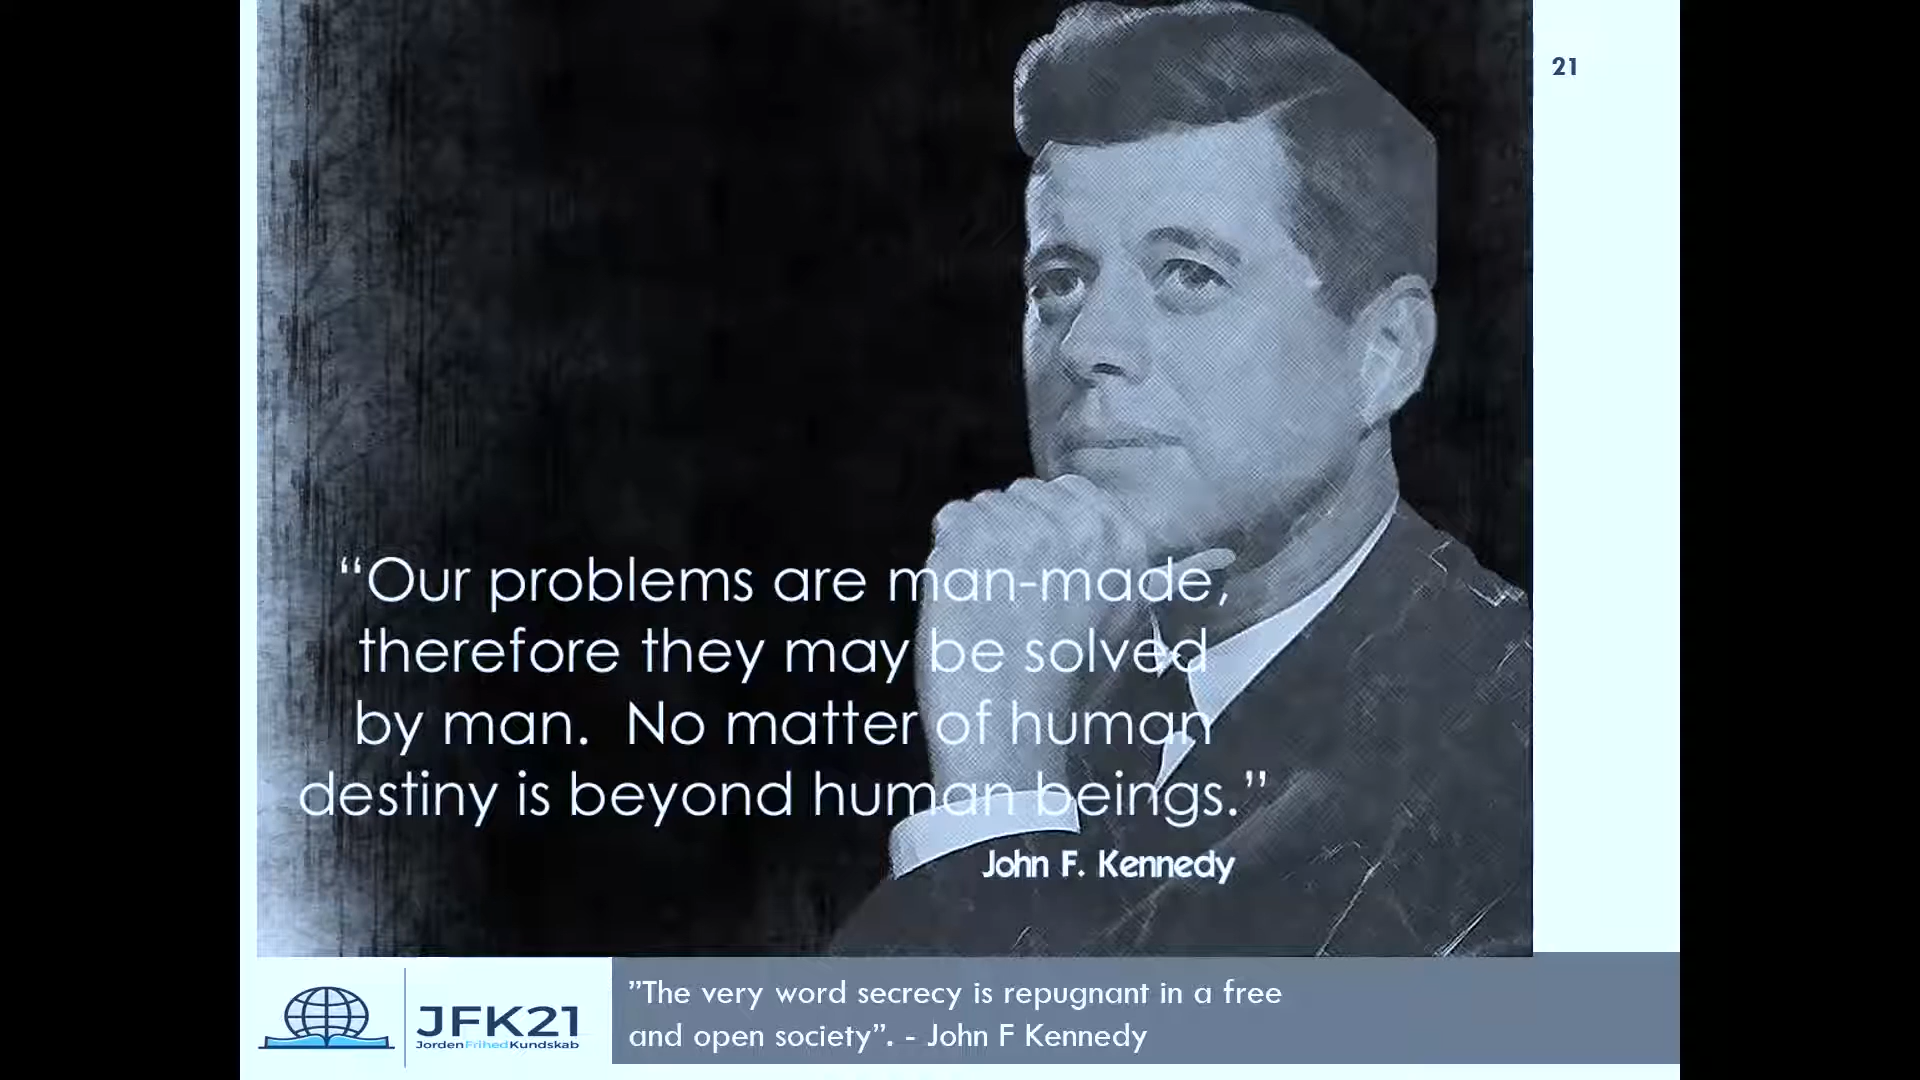 21
“Our problems are man-made,
therefore they may be solved
by man. No matter of human
destiny is beyond human beings.”
John F. Kennedy
JFK21
JordenFrihedKundskab
”The very word secrecy is repugnant in a free
and open society”. - John F Kennedy